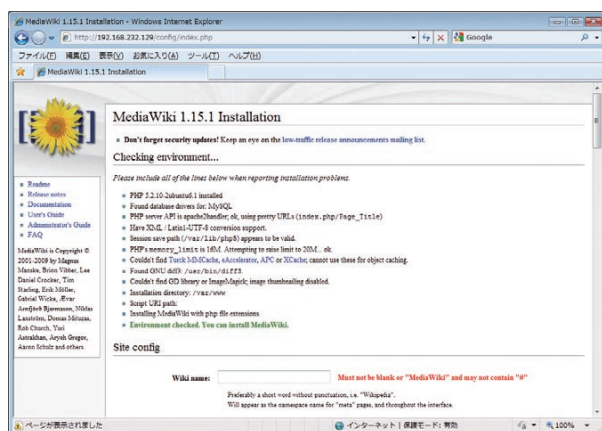 MediaWiki 1.15.1 Installation - Windows Internet Explorer
http://192.168.232.129/config/index.php
Google
ファイル(F) 編集(E) 表示(V) お気に入り(A) ツール(T) ヘルプ(H)
MediaWiki 1.15.1 Installation
MediaWiki 1.15.1 Installation
Don't forget security updates! Keep an eye on the low-traffic release announcements mailing list.
Checking environment...
Please include all of the lines below when reporting installation problems.
PHP 5.2.10-2ubuntu6.1 installed
Found database drivers for: MySQL
PHP server API is apache2handler; ok, using pretty URLs (index.php/Page_Title)
Have XML / Latin1-UTF-8 conversion support.
Session save path (/var/lib/php5) appears to be valid.
PHP's memory_limit is 16M. Attempting to raise limit to 20M... ok.
Couldn't find Turck MMCache, eAccelerator, APC or XCache; cannot use these for object caching.
Found GNU diff3: /usr/bin/diff3.
Couldn't find GD library or ImageMagick; image thumbnailing disabled.
Installation directory: /var/www
Script URI path:
Installing MediaWiki with php file extensions
Environment checked. You can install MediaWiki.
Readme
Release notes
Documentation
User's Guide
Administrator's Guide
FAQ
MediaWiki is Copyright ©
2001-2009 by Magnus
Manske, Brion Vibber, Lee
Daniel Crocker, Tim
Starling, Erik Möller,
Gabriel Wicke, Ævar
Arnfjörð Bjarmason, Niklas
Laxström, Domas Mituzas,
Rob Church, Yuri
Astrakhan, Aryeh Gregor,
Aaron Schulz and others.
Site config
Wiki name:
Must not be blank or "MediaWiki" and may not contain "#"
Preferably a short word without punctuation, i.e. "Wikipedia".
Will appear as the namespace name for "meta" pages, and throughout the interface.
ページが表示されました
インターネット | 保護モード: 有効
100%